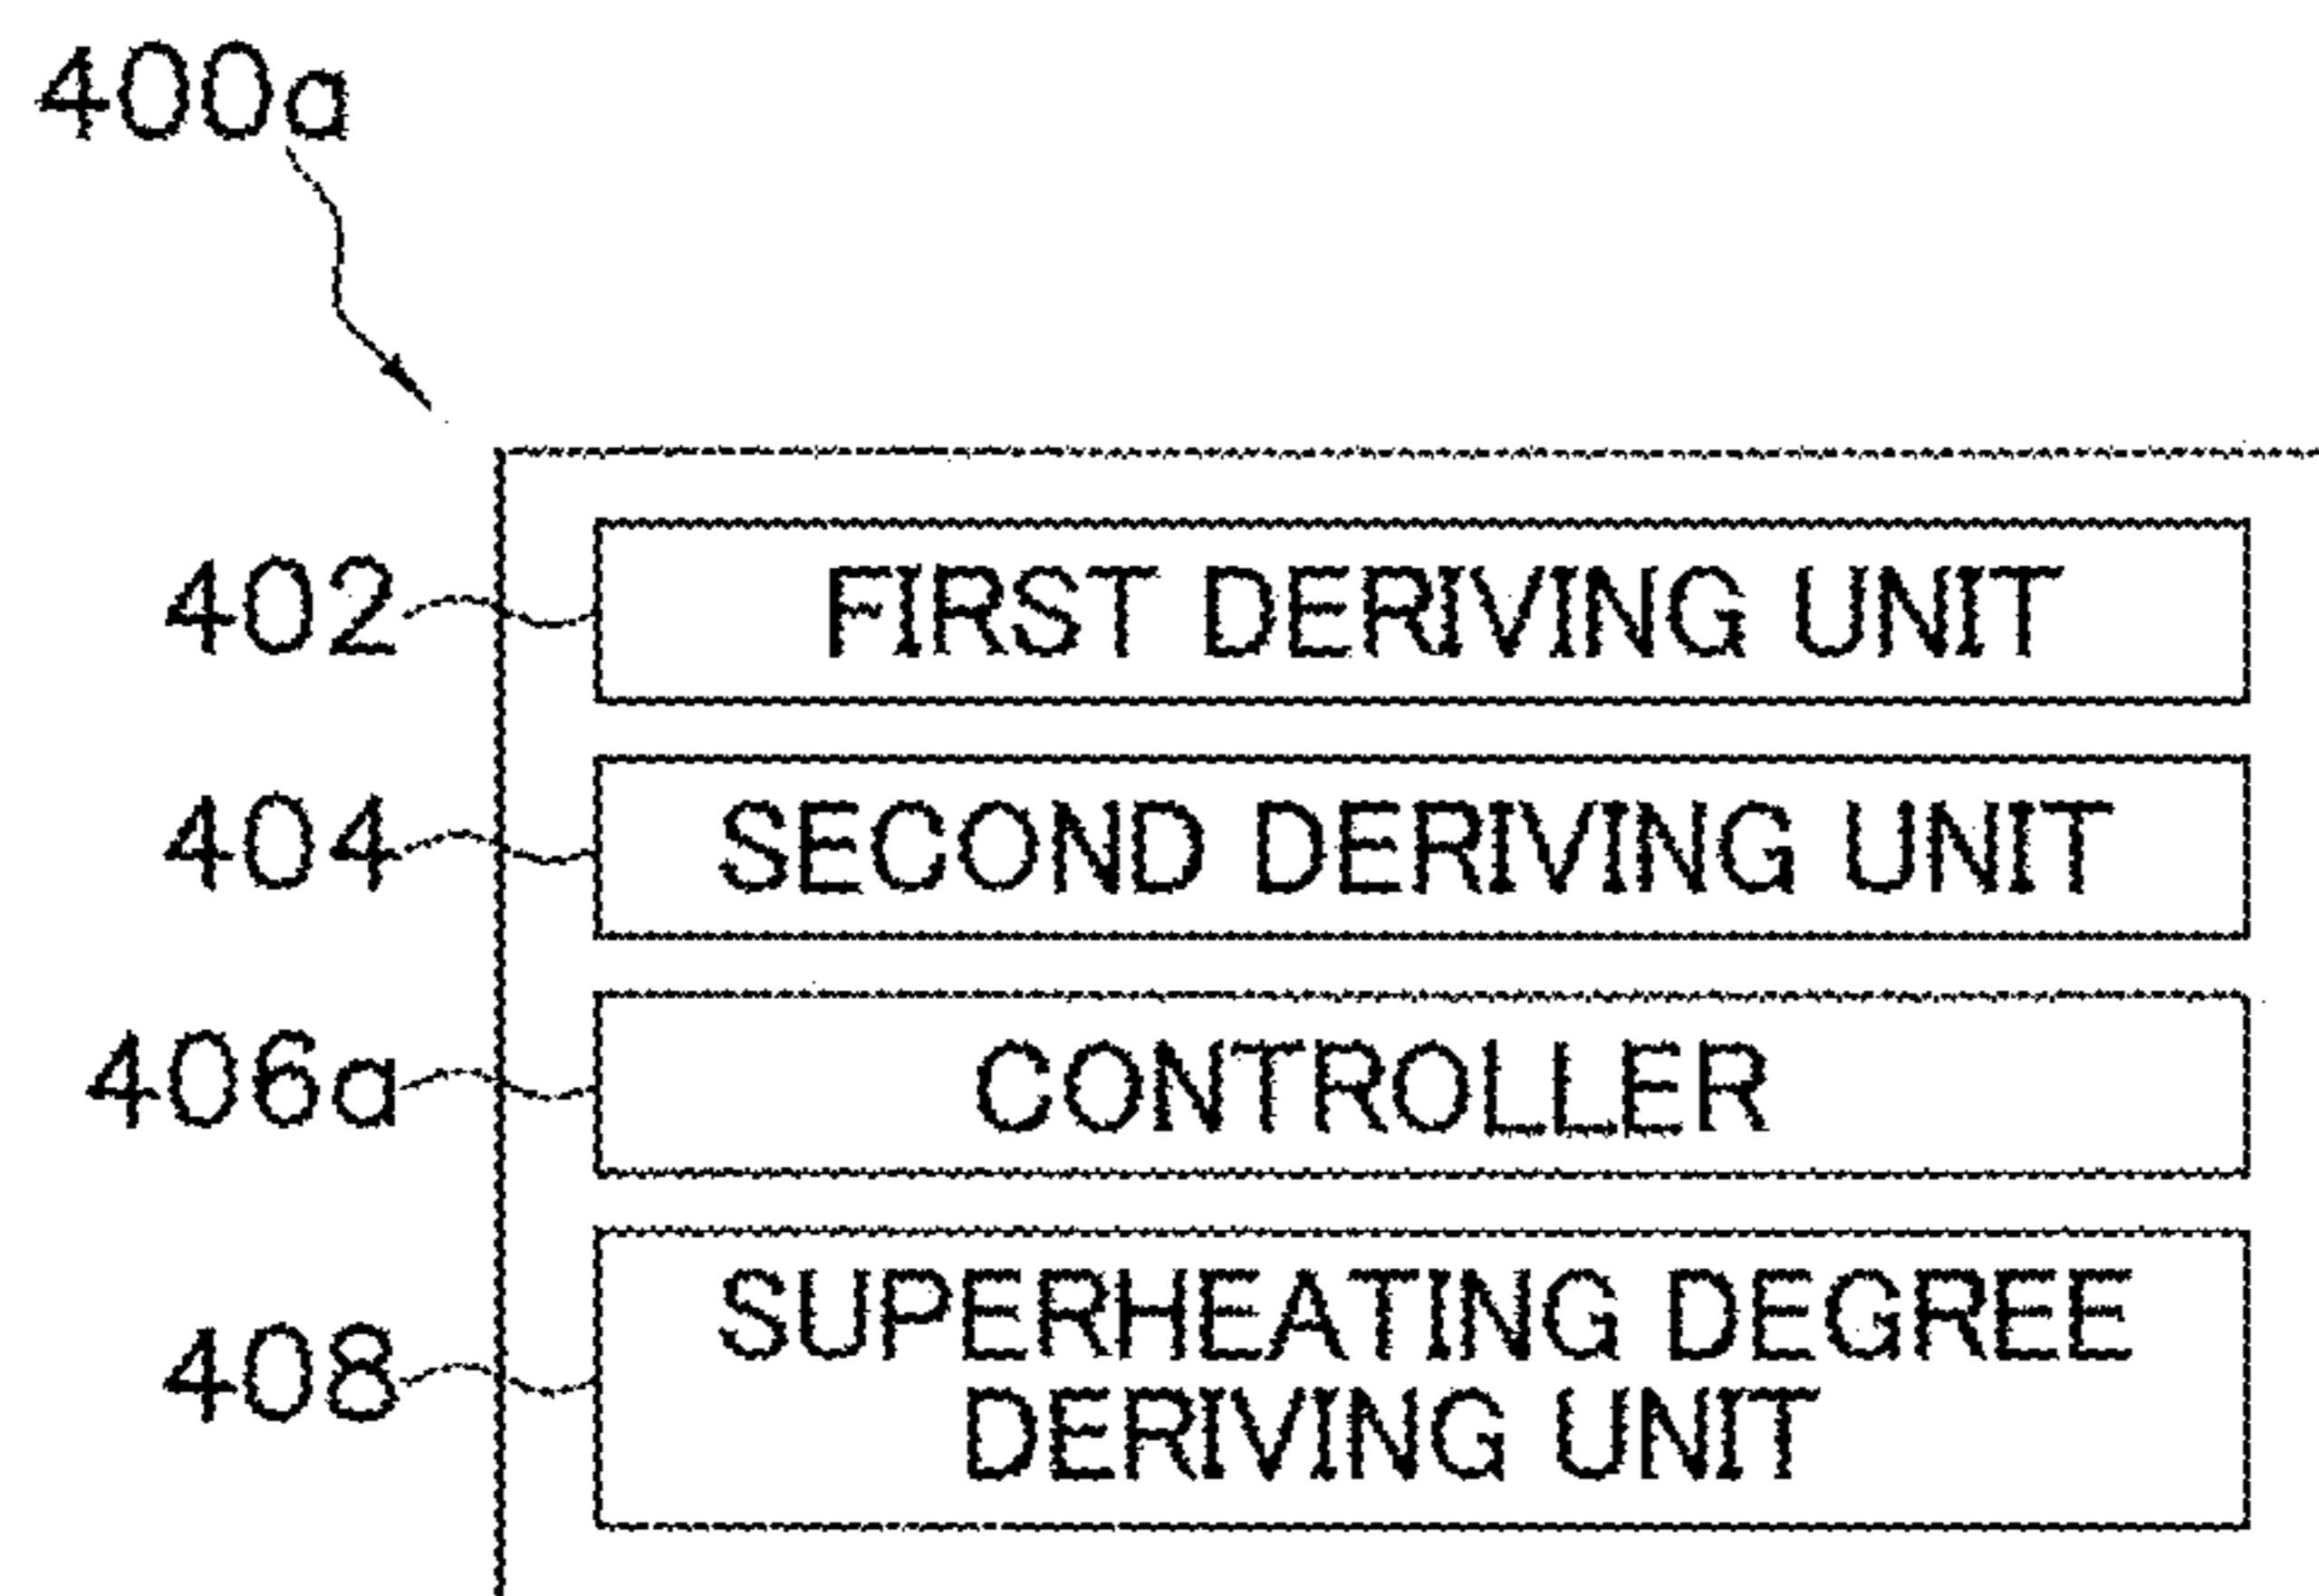 400a
402 FIRST DERIVING UNIT
404 SECOND DERIVING UNIT
406a CONTROLLER
408 SUPERHEATING DEGREE
DERIVING UNIT